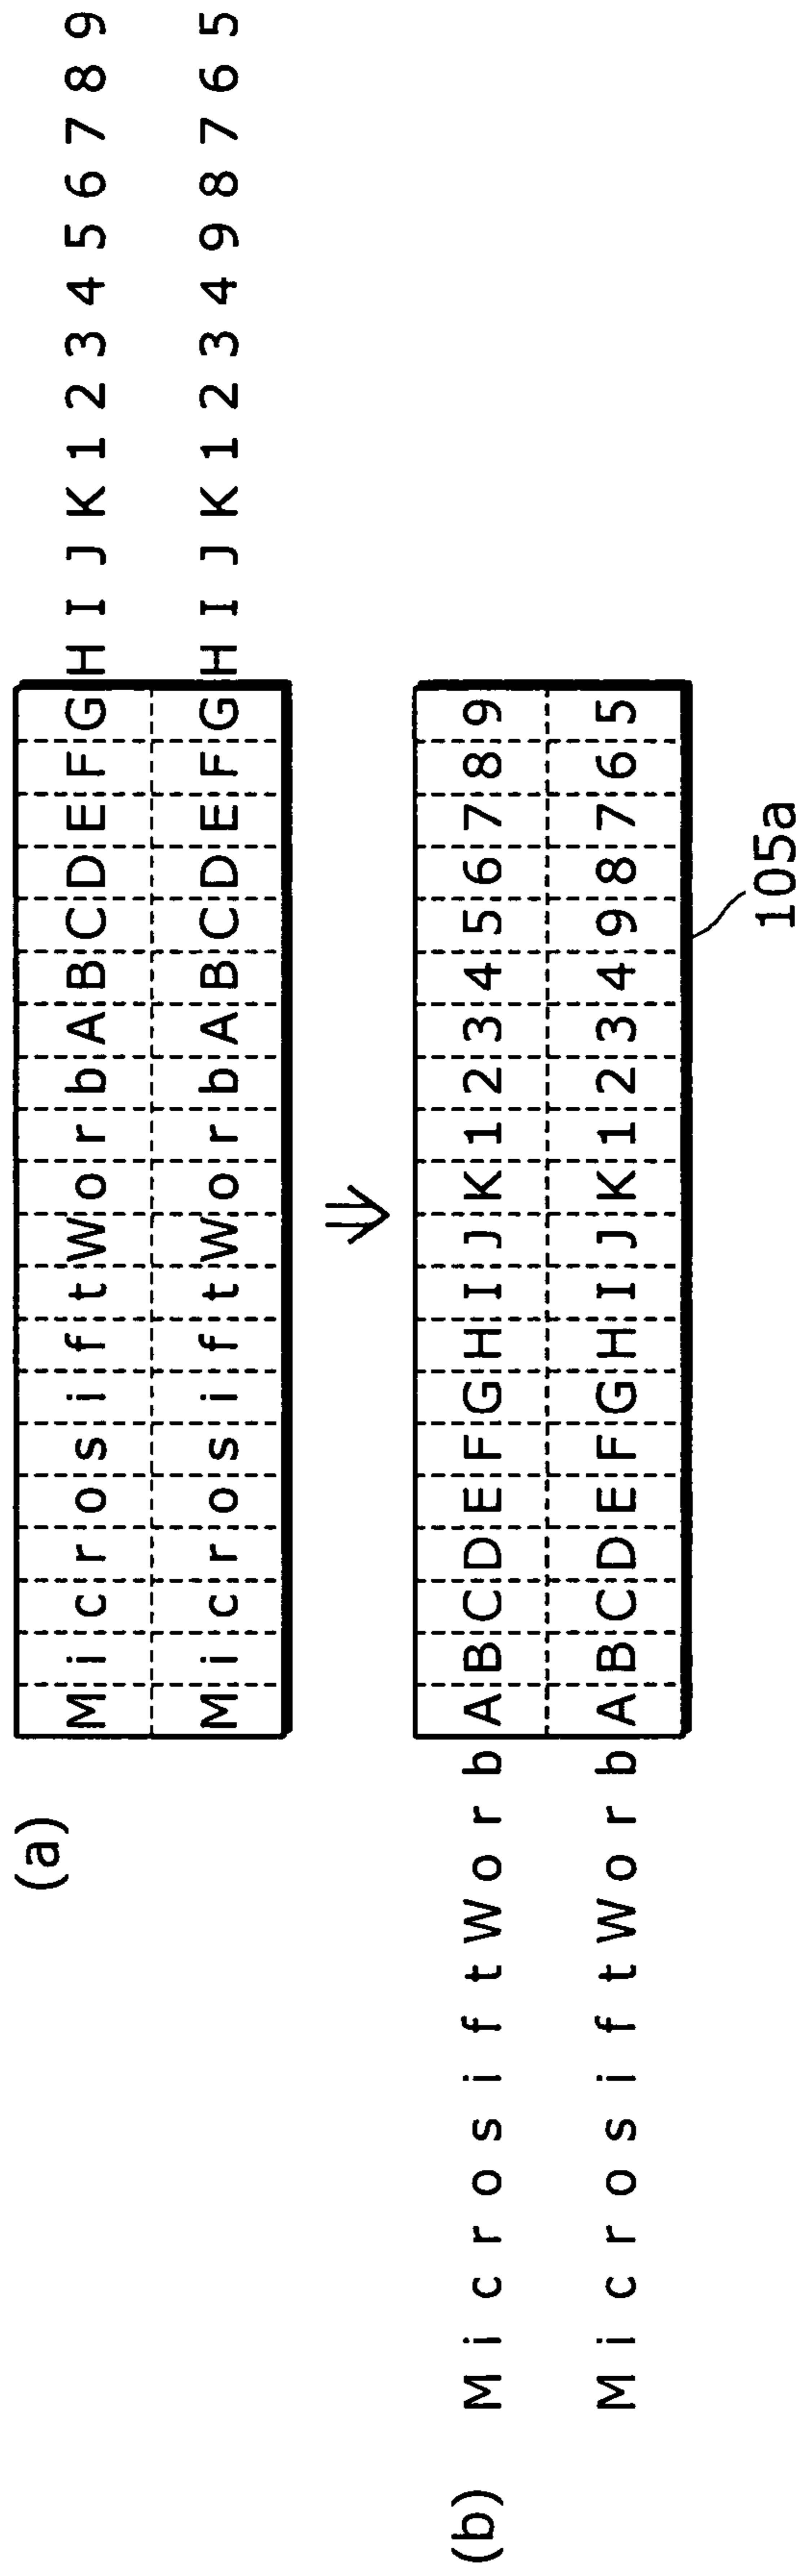 (a)
MicrosiftWorbABCDEFGHIJK123456789
MicrosiftWorbABCDEFGHIJK123498765
⇓
(b)
MicrosiftWorbABCDEFGHIJK123456789
MicrosiftWorbABCDEFGHIJK123498765
105a